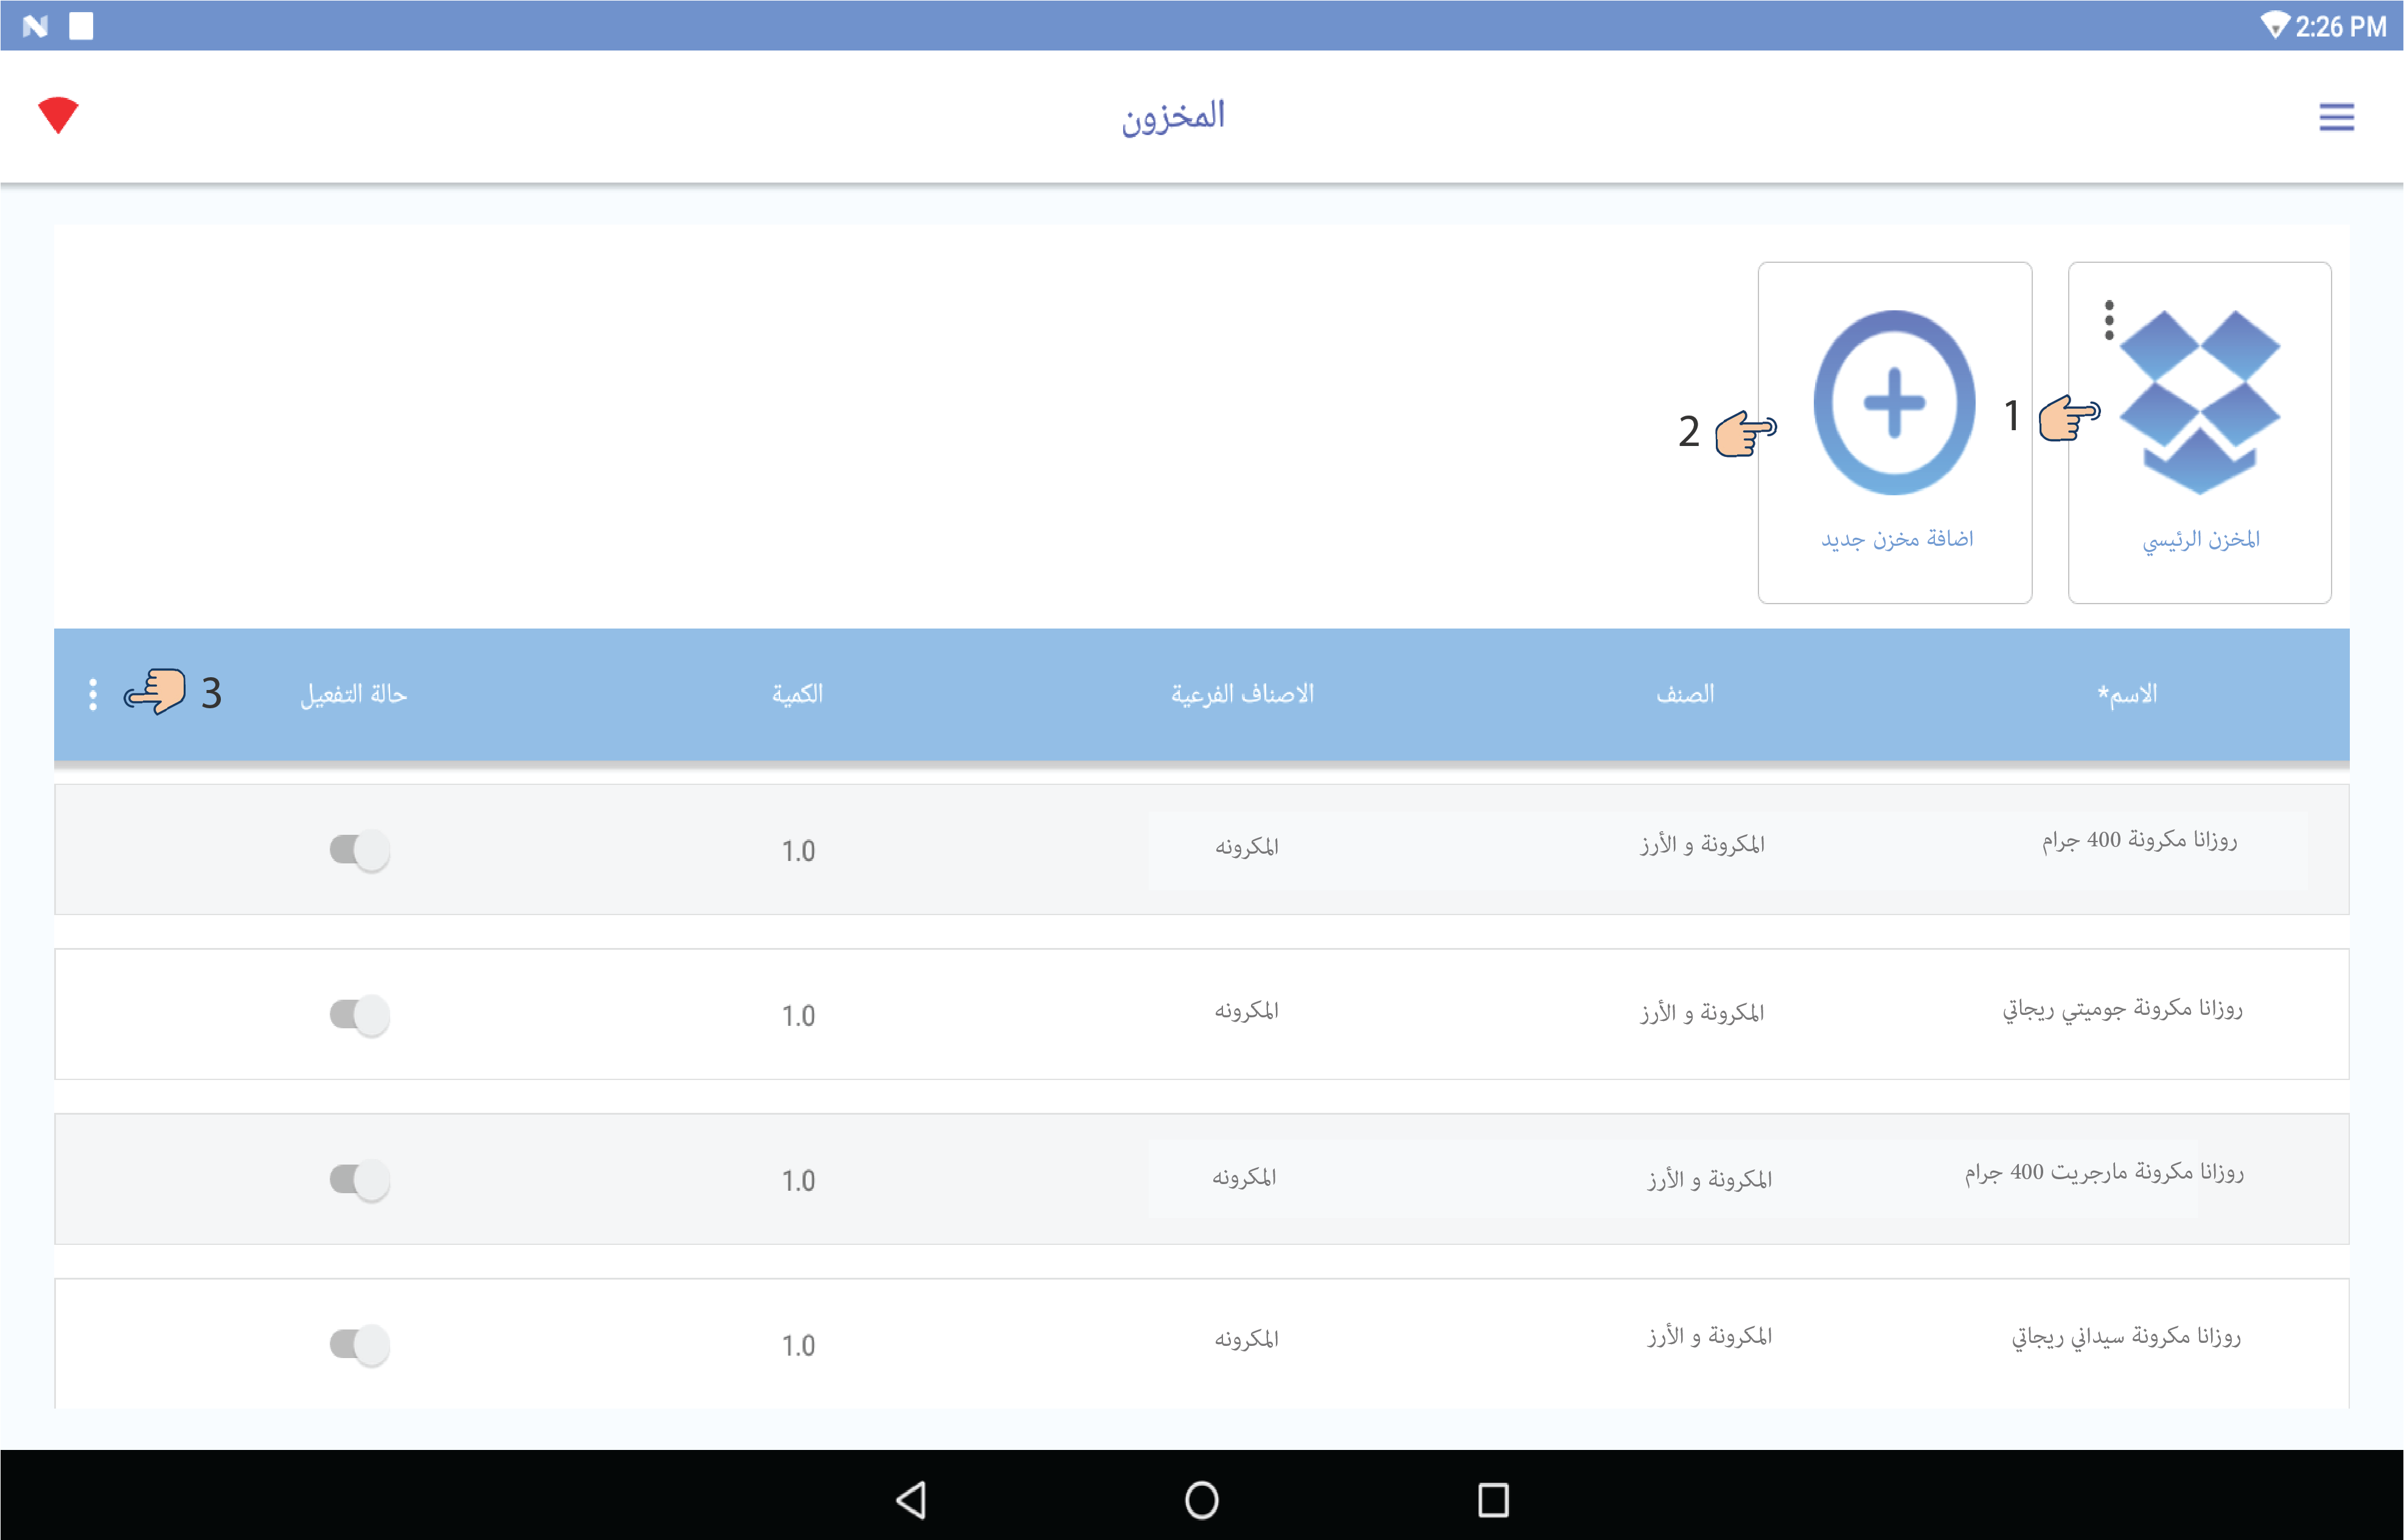 2:26 PM
المخزون
1
2
المخزن الرئيسي
اضافة مخزن جديد
الاسم* الصنف الاصناف الفرعية الكمية حالة التفعيل 3
روزانا مكرونة 400 جرام المكرونة و الأرز المكرونه 1.0
روزانا مكرونة جوميتي ريجاتي المكرونة و الأرز المكرونه 1.0
روزانا مكرونة مارجريت 400 جرام المكرونة و الأرز المكرونه 1.0
روزانا مكرونة سيداني ريجاتي المكرونة و الأرز المكرونه 1.0